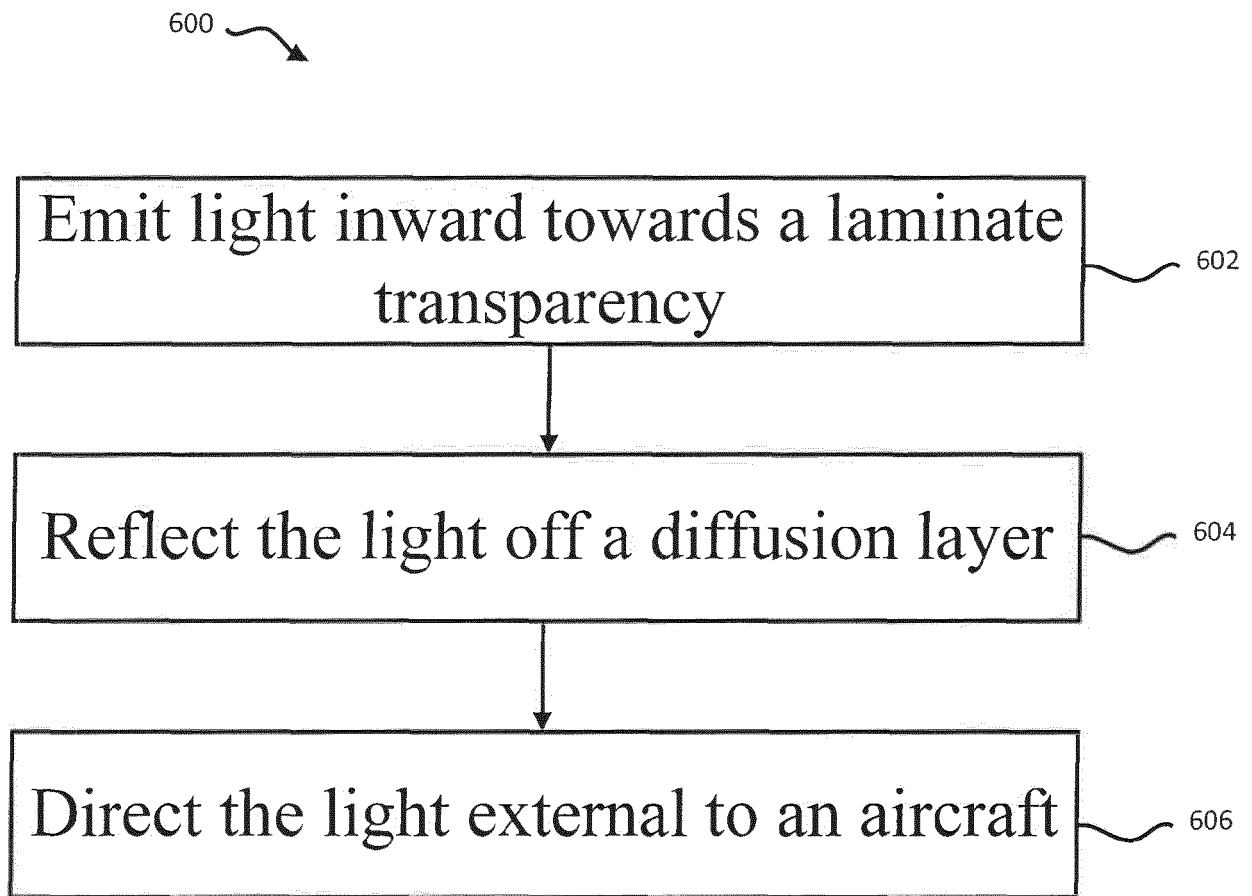 600
Emit light inward towards a laminate
transparency
602
Reflect the light off a diffusion layer
604
Direct the light external to an aircraft
606